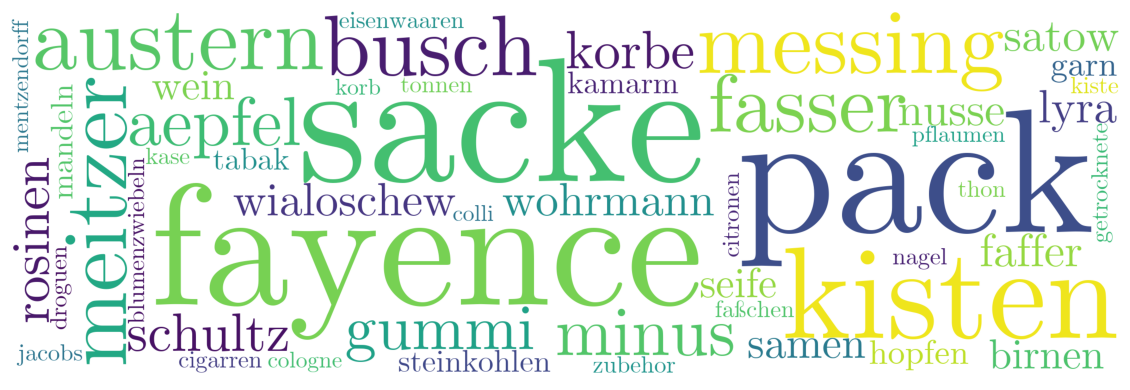 mentzendorff
austern
eisenwaaren
busch
korbe
messing
satow
garn
kiste
wein
korb
tonnen
kamarm
lyra
mandeln
aepfel
sacke
fasser
nusse
pflaumen
kase
tabak
pack
getrocknete
meitzer
blumenzwiebeln
wialoschew
colli
wohrmann
citronen
thon
rosinen
droguen
fayence
nagel
faffer
seife
faßchen
kisten
jacobs
schultz
cigarren
cologne
gummi
steinkohlen
minus
zubehor
samen
hopfen
birnen